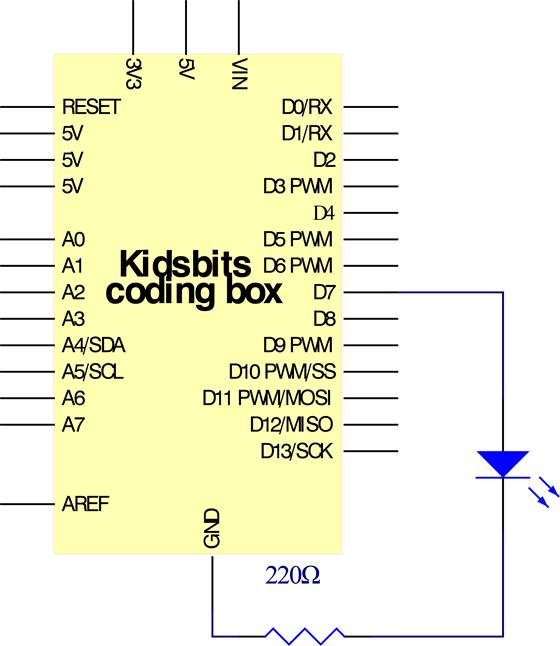 3V3
5V
VIN
RESET
5V
5V
5V
A0
A1
A2
A3
A4/SDA
A5/SCL
A6
A7
AREF
Kidsbits
coding box
D0/RX
D1/RX
D2
D3 PWM
D4
D5 PWM
D6 PWM
D7
D8
D9 PWM
D10 PWM/SS
D11 PWM/MOSI
D12/MISO
D13/SCK
GND
220Ω